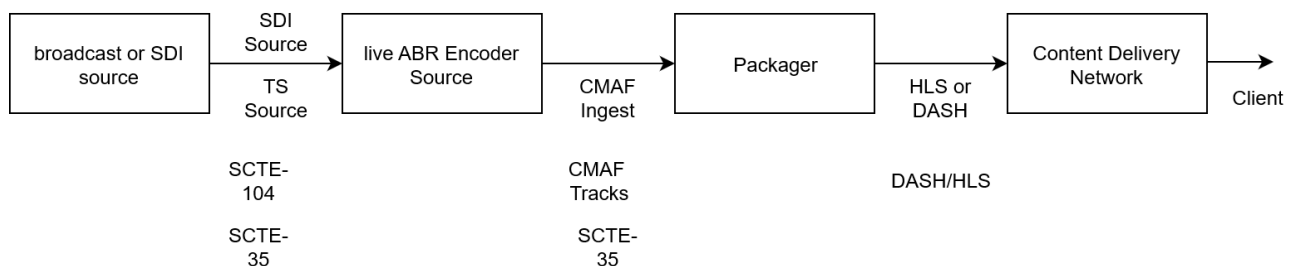 broadcast or SDI
source
SDI
Source
TS
Source
live ABR Encoder
Source
CMAF
Ingest
Packager
HLS or
DASH
Content Delivery
Network
Client
SCTE-
104
CMAF
Tracks
DASH/HLS
SCTE-
35
SCTE-
35